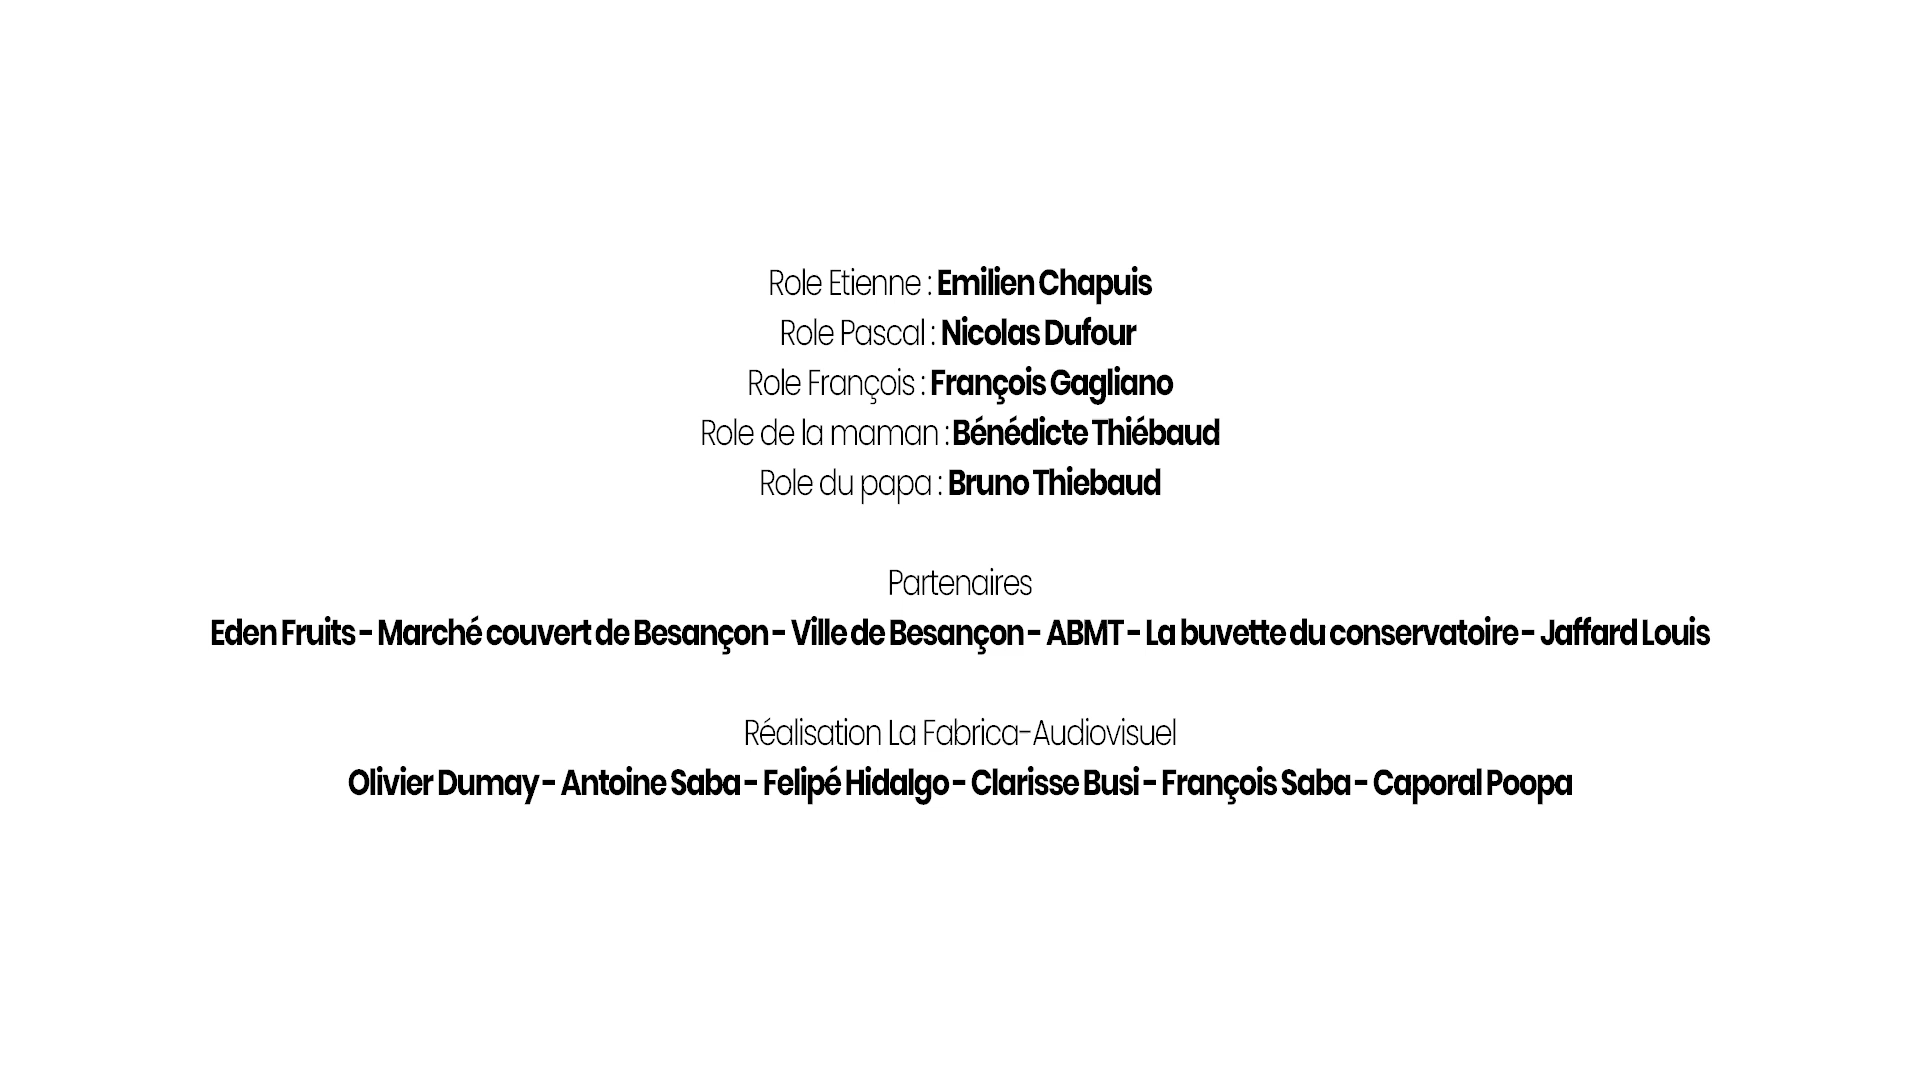 Role Etienne : Emilien Chapuis
Role Pascal : Nicolas Dufour
Role François : François Gagliano
Role de la maman : Bénédicte Thiébaud
Role du papa : Bruno Thiebaud
Partenaires
Eden Fruits - Marché couvert de Besançon - Ville de Besançon - ABMT - La buvette du conservatoire - Jaffard Louis
Réalisation La Fabrica-Audiovisuel
Olivier Dumay - Antoine Saba - Felipé Hidalgo - Clarisse Busi - François Saba - Caporal Poopa